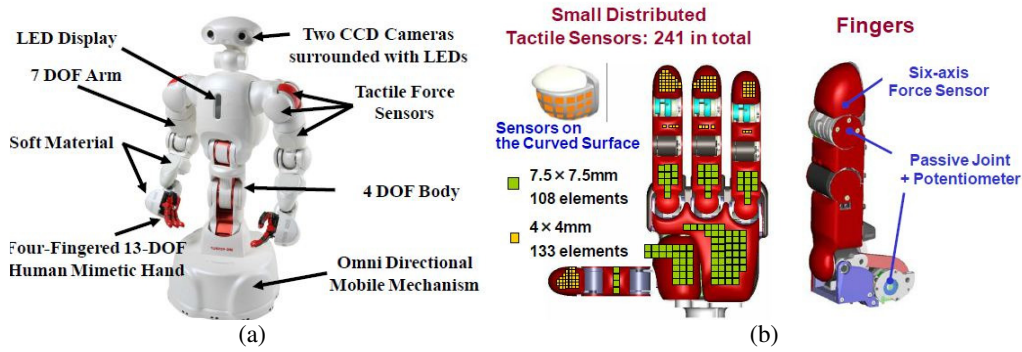 LED Display
7 DOF Arm
Soft Material
Four-Fingered 13-DOF
Human Mimetic Hand
Two CCD Cameras
surrounded with LEDs
Tactile Force
Sensors
4 DOF Body
Omni Directional
Mobile Mechanism
(a)
Small Distributed
Tactile Sensors: 241 in total
Sensors on
the Curved Surface
7.5 × 7.5mm
108 elements
4 × 4mm
133 elements
Fingers
Six-axis
Force Sensor
Passive Joint
+ Potentiometer
(b)